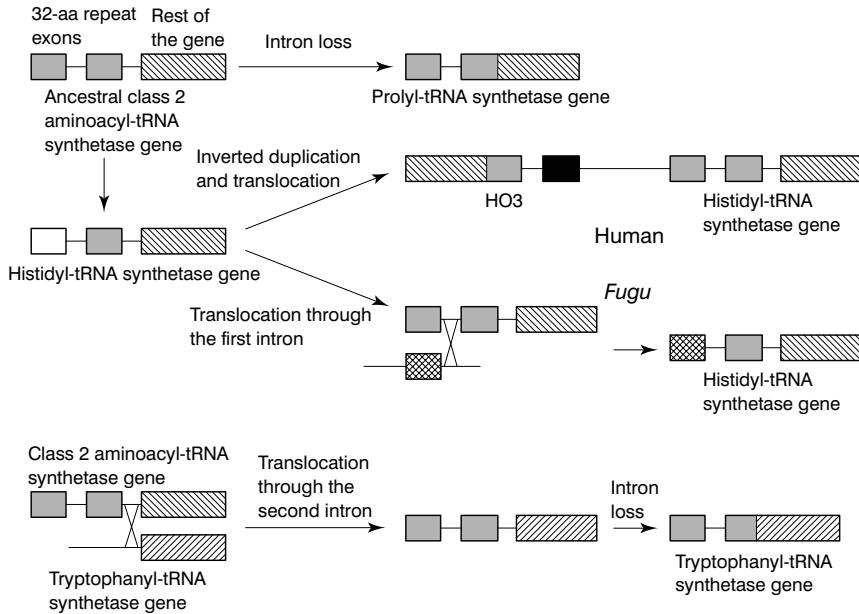 32-aa repeat
exons
Rest of
the gene
Intron loss
Ancestral class 2
aminoacyl-tRNA
synthetase gene
Prolyl-tRNA synthetase gene
Inverted duplication
and translocation
HO3
Histidyl-tRNA
synthetase gene
Human
Histidyl-tRNA synthetase gene
Translocation through
the first intron
Fugu
Histidyl-tRNA
synthetase gene
Class 2 aminoacyl-tRNA
synthetase gene
Translocation
through the
second intron
Intron
loss
Tryptophanyl-tRNA
synthetase gene
Tryptophanyl-tRNA
synthetase gene